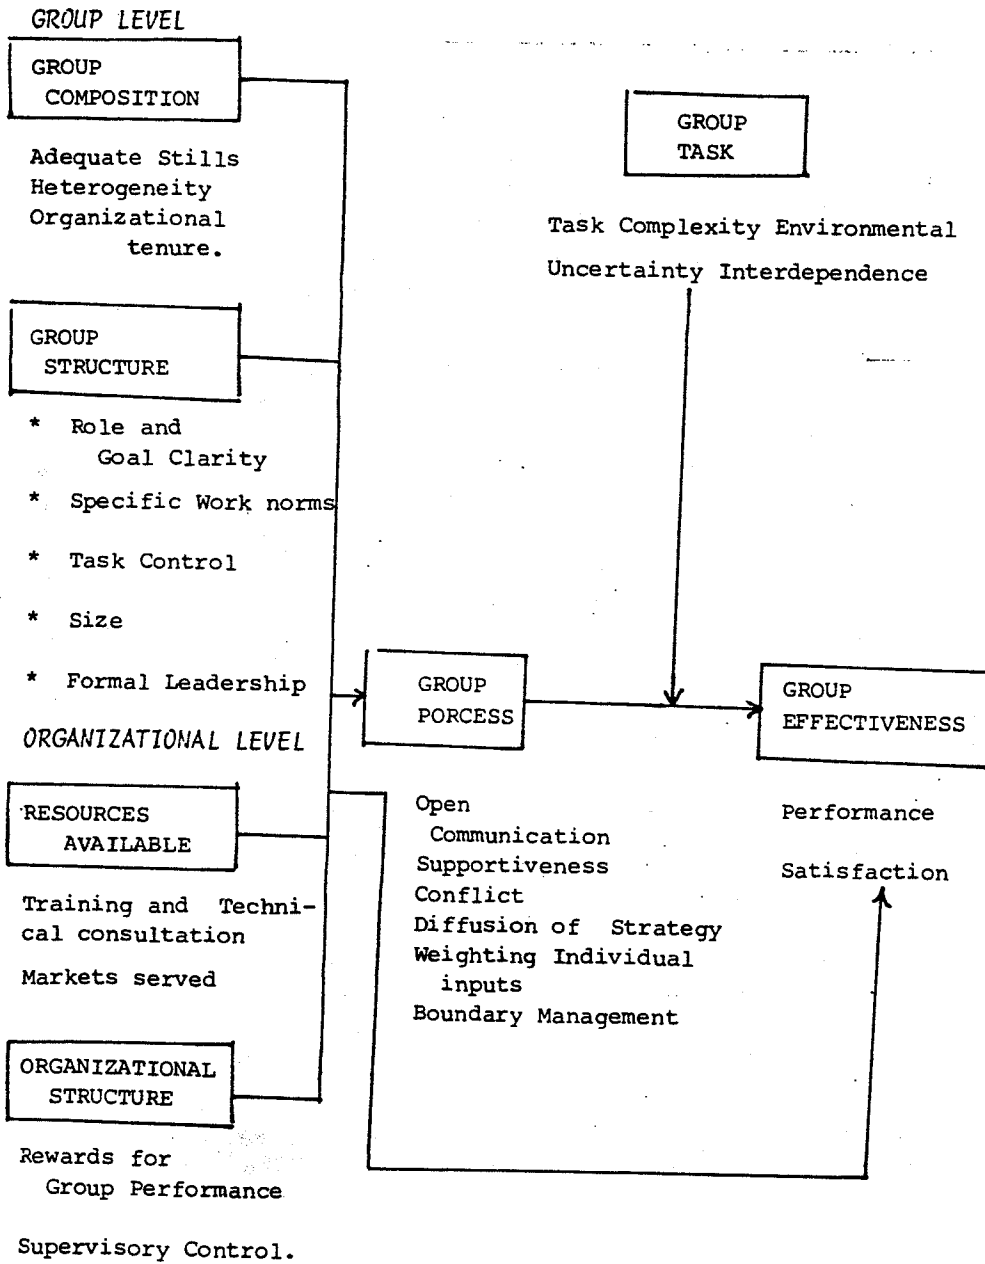 GROUP LEVEL
GROUP
COMPOSITION
Adequate Stills
Heterogeneity
Organizational
tenure.
GROUP
STRUCTURE
* Role and
Goal Clarity
* Specific Work norms
* Task Control
* Size
* Formal Leadership
ORGANIZATIONAL LEVEL
RESOURCES
AVAILABLE
Training and Techni-
cal consultation
Markets served
ORGANIZATIONAL
STRUCTURE
Rewards for
Group Performance
Supervisory Control.
GROUP
TASK
Task Complexity Environmental
Uncertainty Interdependence
GROUP
PORCESS
Open
Communication
Supportiveness
Conflict
Diffusion of Strategy
Weighting Individual
inputs
Boundary Management
GROUP
EFFECTIVENESS
Performance
Satisfaction